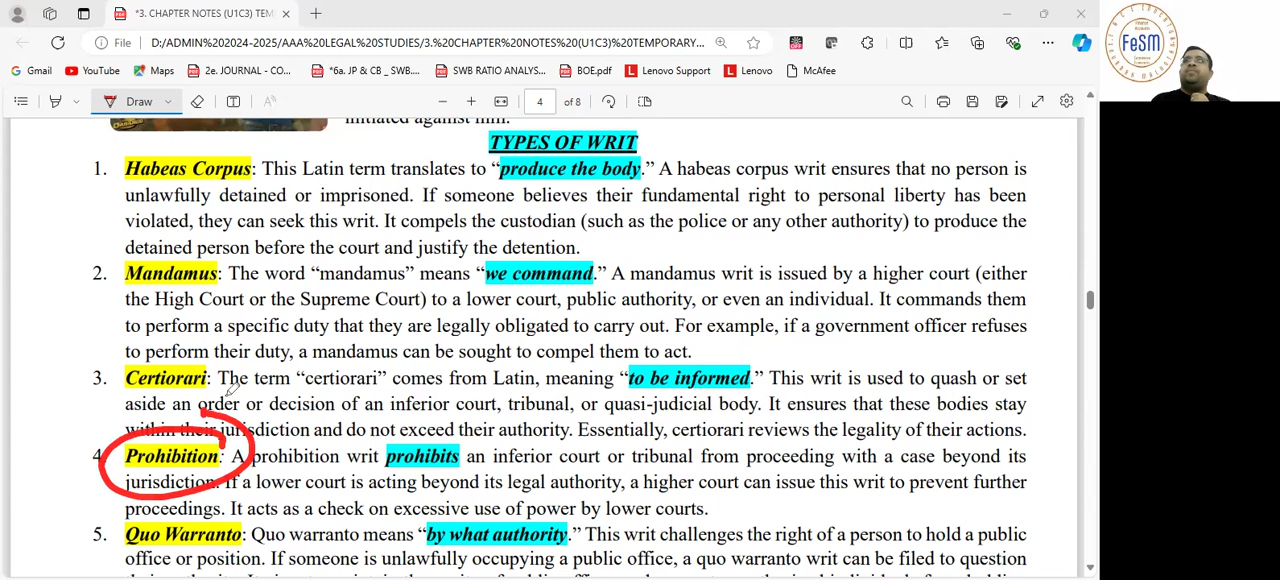 *3. CHAPTER NOTES (U1C3) TEM
File
D:/ADMIN%202024-2025/AAA%20LEGAL%20STUDIES/3.%20CHAPTER%20NOTES%20(U1C3)%20TEMPORARY...
Gmail YouTube Maps 2e. JOURNAL - CO... *6a. JP & CB _ SWB.... SWB RATIO ANALYS... BOE.pdf Lenovo Support Lenovo McAfee
Draw 4 of 8
FeSM
initiated against him.
TYPES OF WRIT
1. Habeas Corpus: This Latin term translates to “produce the body.” A habeas corpus writ ensures that no person is
unlawfully detained or imprisoned. If someone believes their fundamental right to personal liberty has been
violated, they can seek this writ. It compels the custodian (such as the police or any other authority) to produce the
detained person before the court and justify the detention.
2. Mandamus: The word “mandamus” means “we command.” A mandamus writ is issued by a higher court (either
the High Court or the Supreme Court) to a lower court, public authority, or even an individual. It commands them
to perform a specific duty that they are legally obligated to carry out. For example, if a government officer refuses
to perform their duty, a mandamus can be sought to compel them to act.
3. Certiorari: The term “certiorari” comes from Latin, meaning “to be informed.” This writ is used to quash or set
aside an order or decision of an inferior court, tribunal, or quasi-judicial body. It ensures that these bodies stay
within their jurisdiction and do not exceed their authority. Essentially, certiorari reviews the legality of their actions.
4. Prohibition: A prohibition writ prohibits an inferior court or tribunal from proceeding with a case beyond its
jurisdiction. If a lower court is acting beyond its legal authority, a higher court can issue this writ to prevent further
proceedings. It acts as a check on excessive use of power by lower courts.
5. Quo Warranto: Quo warranto means “by what authority.” This writ challenges the right of a person to hold a public
office or position. If someone is unlawfully occupying a public office, a quo warranto writ can be filed to question